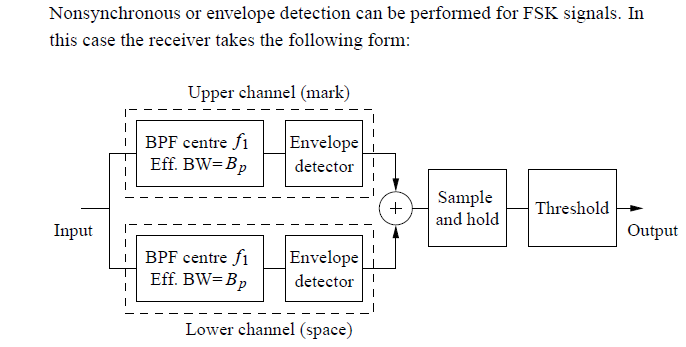 Nonsynchronous or envelope detection can be performed for FSK signals. In
this case the receiver takes the following form:
Upper channel (mark)
BPF centre f1
Eff. BW=Bp
Envelope
detector
Input
+
Sample
and hold
Threshold
Output
BPF centre f1
Eff. BW=Bp
Envelope
detector
Lower channel (space)